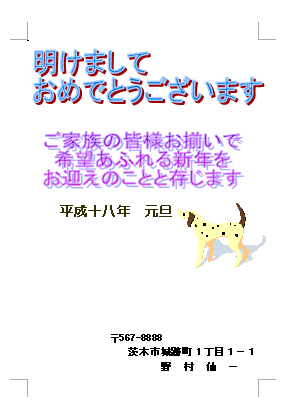 明けまして
おめでとうございます
ご家族の皆様お揃いで
希望あふれる新年を
お迎えのことと存じます
平成十八年　元旦
〒567-8888
茨木市城跡町１丁目１－１
野　村　仙　一